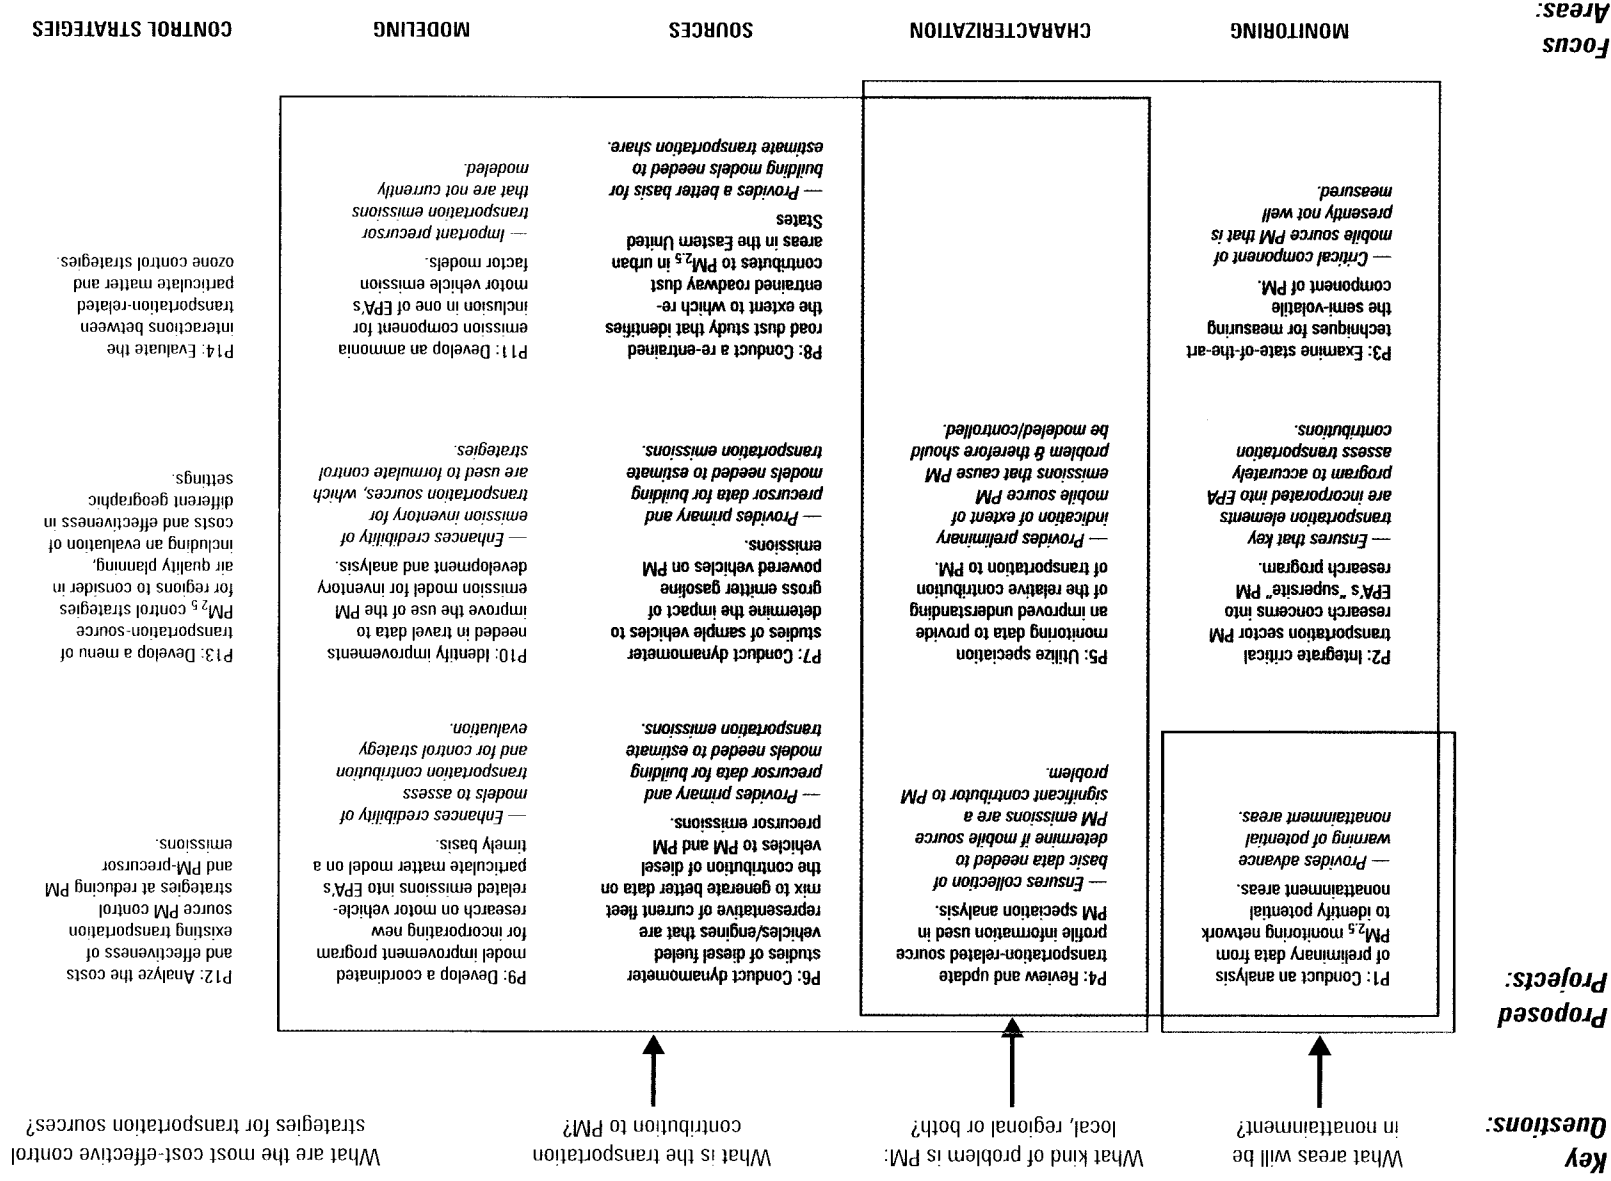 Key
Questions:
What areas will be
in nonattainment?
What kind of problem is PM:
local, regional or both?
What is the transportation
contribution to PM?
What are the most cost-effective control
strategies for transportation sources?
Proposed
Projects:
P1: Conduct an analysis
of preliminary data from
PM2.5 monitoring network
to identify potential
nonattainment areas.
— Provides advance
warning of potential
nonattainment areas.
P2: Integrate critical
transportation sector PM
research concerns into
EPA's "supersite" PM
research program.
— Ensures that key
transportation elements
are incorporated into EPA
program to accurately
assess transportation
contributions.
P3: Examine state-of-the-art
techniques for measuring
the semi-volatile
component of PM.
— Critical component of
mobile source PM that is
presently not well
measured.
P4: Review and update
transportation-related source
profile information used in
PM speciation analysis.
— Ensures collection of
basic data needed to
determine if mobile source
PM emissions are a
significant contributor to PM
problem.
P5: Utilize speciation
monitoring data to provide
an improved understanding
of the relative contribution
of transportation to PM.
— Provides preliminary
indication of extent of
mobile source PM
emissions that cause PM
problem & therefore should
be modeled/controlled.
P6: Conduct dynamometer
studies of diesel fueled
vehicles/engines that are
representative of current fleet
mix to generate better data on
the contribution of diesel
vehicles to PM and PM
precursor emissions.
— Provides primary and
precursor data for building
models needed to estimate
transportation emissions.
P7: Conduct dynamometer
studies of sample vehicles to
determine the impact of
gross emitter gasoline
powered vehicles on PM
emissions.
— Provides primary and
precursor data for building
models needed to estimate
transportation emissions.
P8: Conduct a re-entrained
road dust study that identifies
the extent to which re-
entrained roadway dust
contributes to PM2.5 in urban
areas in the Eastern United
States
— Provides a better basis for
building models needed to
estimate transportation share.
P9: Develop a coordinated
model improvement program
for incorporating new
research on motor vehicle-
related emissions into EPA's
particulate matter model on a
timely basis.
— Enhances credibility of
models to assess
transportation contribution
and for control strategy
evaluation.
P10: Identify improvements
needed in travel data to
improve the use of the PM
emission model for inventory
development and analysis.
— Enhances credibility of
emission inventory for
transportation sources, which
are used to formulate control
strategies.
P11: Develop an ammonia
emission component for
inclusion in one of EPA's
motor vehicle emission
factor models.
— Important precursor
transportation emissions
that are not currently
modeled.
P12: Analyze the costs
and effectiveness of
existing transportation
source PM control
strategies at reducing PM
and PM-precursor
emissions.
P13: Develop a menu of
transportation-source
PM2.5 control strategies
for regions to consider in
air quality planning,
including an evaluation of
costs and effectiveness in
different geographic
settings.
P14: Evaluate the
interactions between
transportation-related
particulate matter and
ozone control strategies.
Focus
Areas:
MONITORING
CHARACTERIZATION
SOURCES
MODELING
CONTROL STRATEGIES